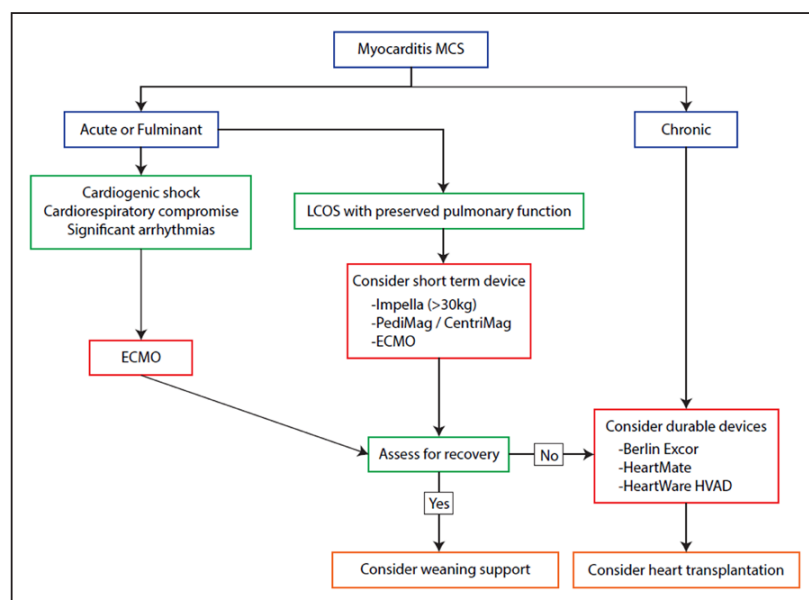 Myocarditis MCS
Acute or Fulminant
Chronic
Cardiogenic shock
Cardiorespiratory compromise
Significant arrhythmias
LCOS with preserved pulmonary function
Consider short term device
-Impella (>30kg)
-PediMag / CentriMag
-ECMO
ECMO
Assess for recovery
No
Consider durable devices
-Berlin Excor
-HeartMate
-HeartWare HVAD
Yes
Consider weaning support
Consider heart transplantation